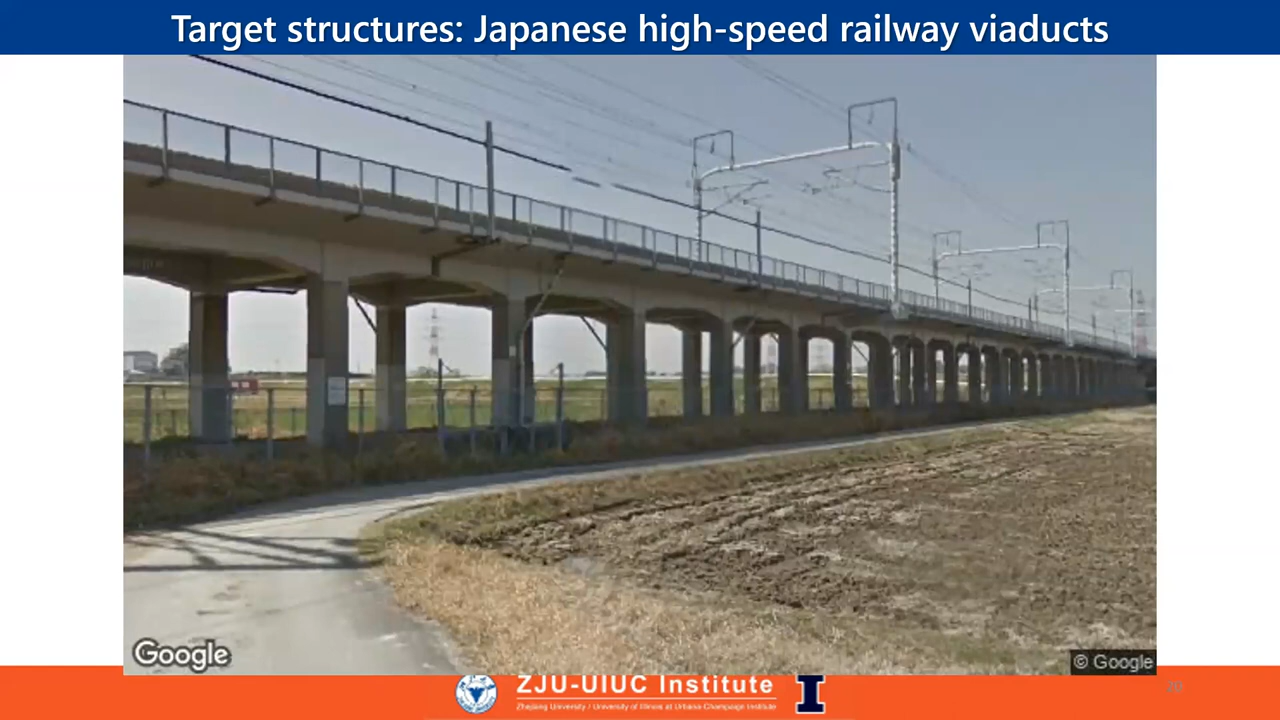 Target structures: Japanese high-speed railway viaducts
Google
© Google
ZJU-UIUC Institute
Zhejiang University / University of Illinois at Urbana-Champaign Institute
20